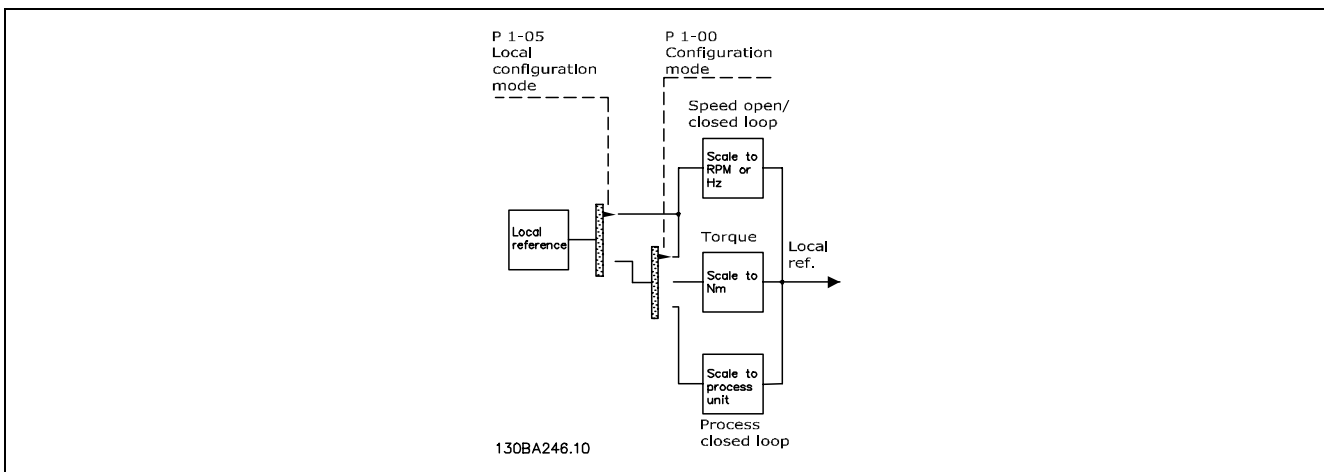 P 1-05
Local
configuration
mode
P 1-00
Configuration
mode
Speed open/
closed loop
Scale to
RPM or
Hz
Local
reference
Torque
Scale to
Nm
Local
ref.
Scale to
process
unit
Process
closed loop
130BA246.10